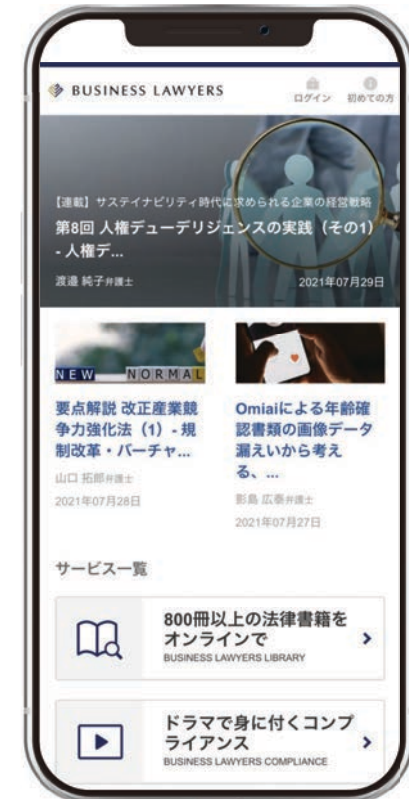 BUSINESS LAWYERS
ログイン
初めての方
【連載】サステイナビリティ時代に求められる企業の経営戦略
第8回 人権デューデリジェンスの実践（その1）
- 人権デ...
渡邉 純子弁護士
2021年07月29日
NEW NORMAL
要点解説 改正産業競
争力強化法（1）- 規
制改革・バーチャ...
山口 拓郎弁護士
2021年07月28日
Omiaiによる年齢確
認書類の画像データ
漏えいから考え
る、...
影島 広泰弁護士
2021年07月27日
サービス一覧
800冊以上の法律書籍を
オンラインで
BUSINESS LAWYERS LIBRARY
ドラマで身に付くコンプ
ライアンス
BUSINESS LAWYERS COMPLIANCE